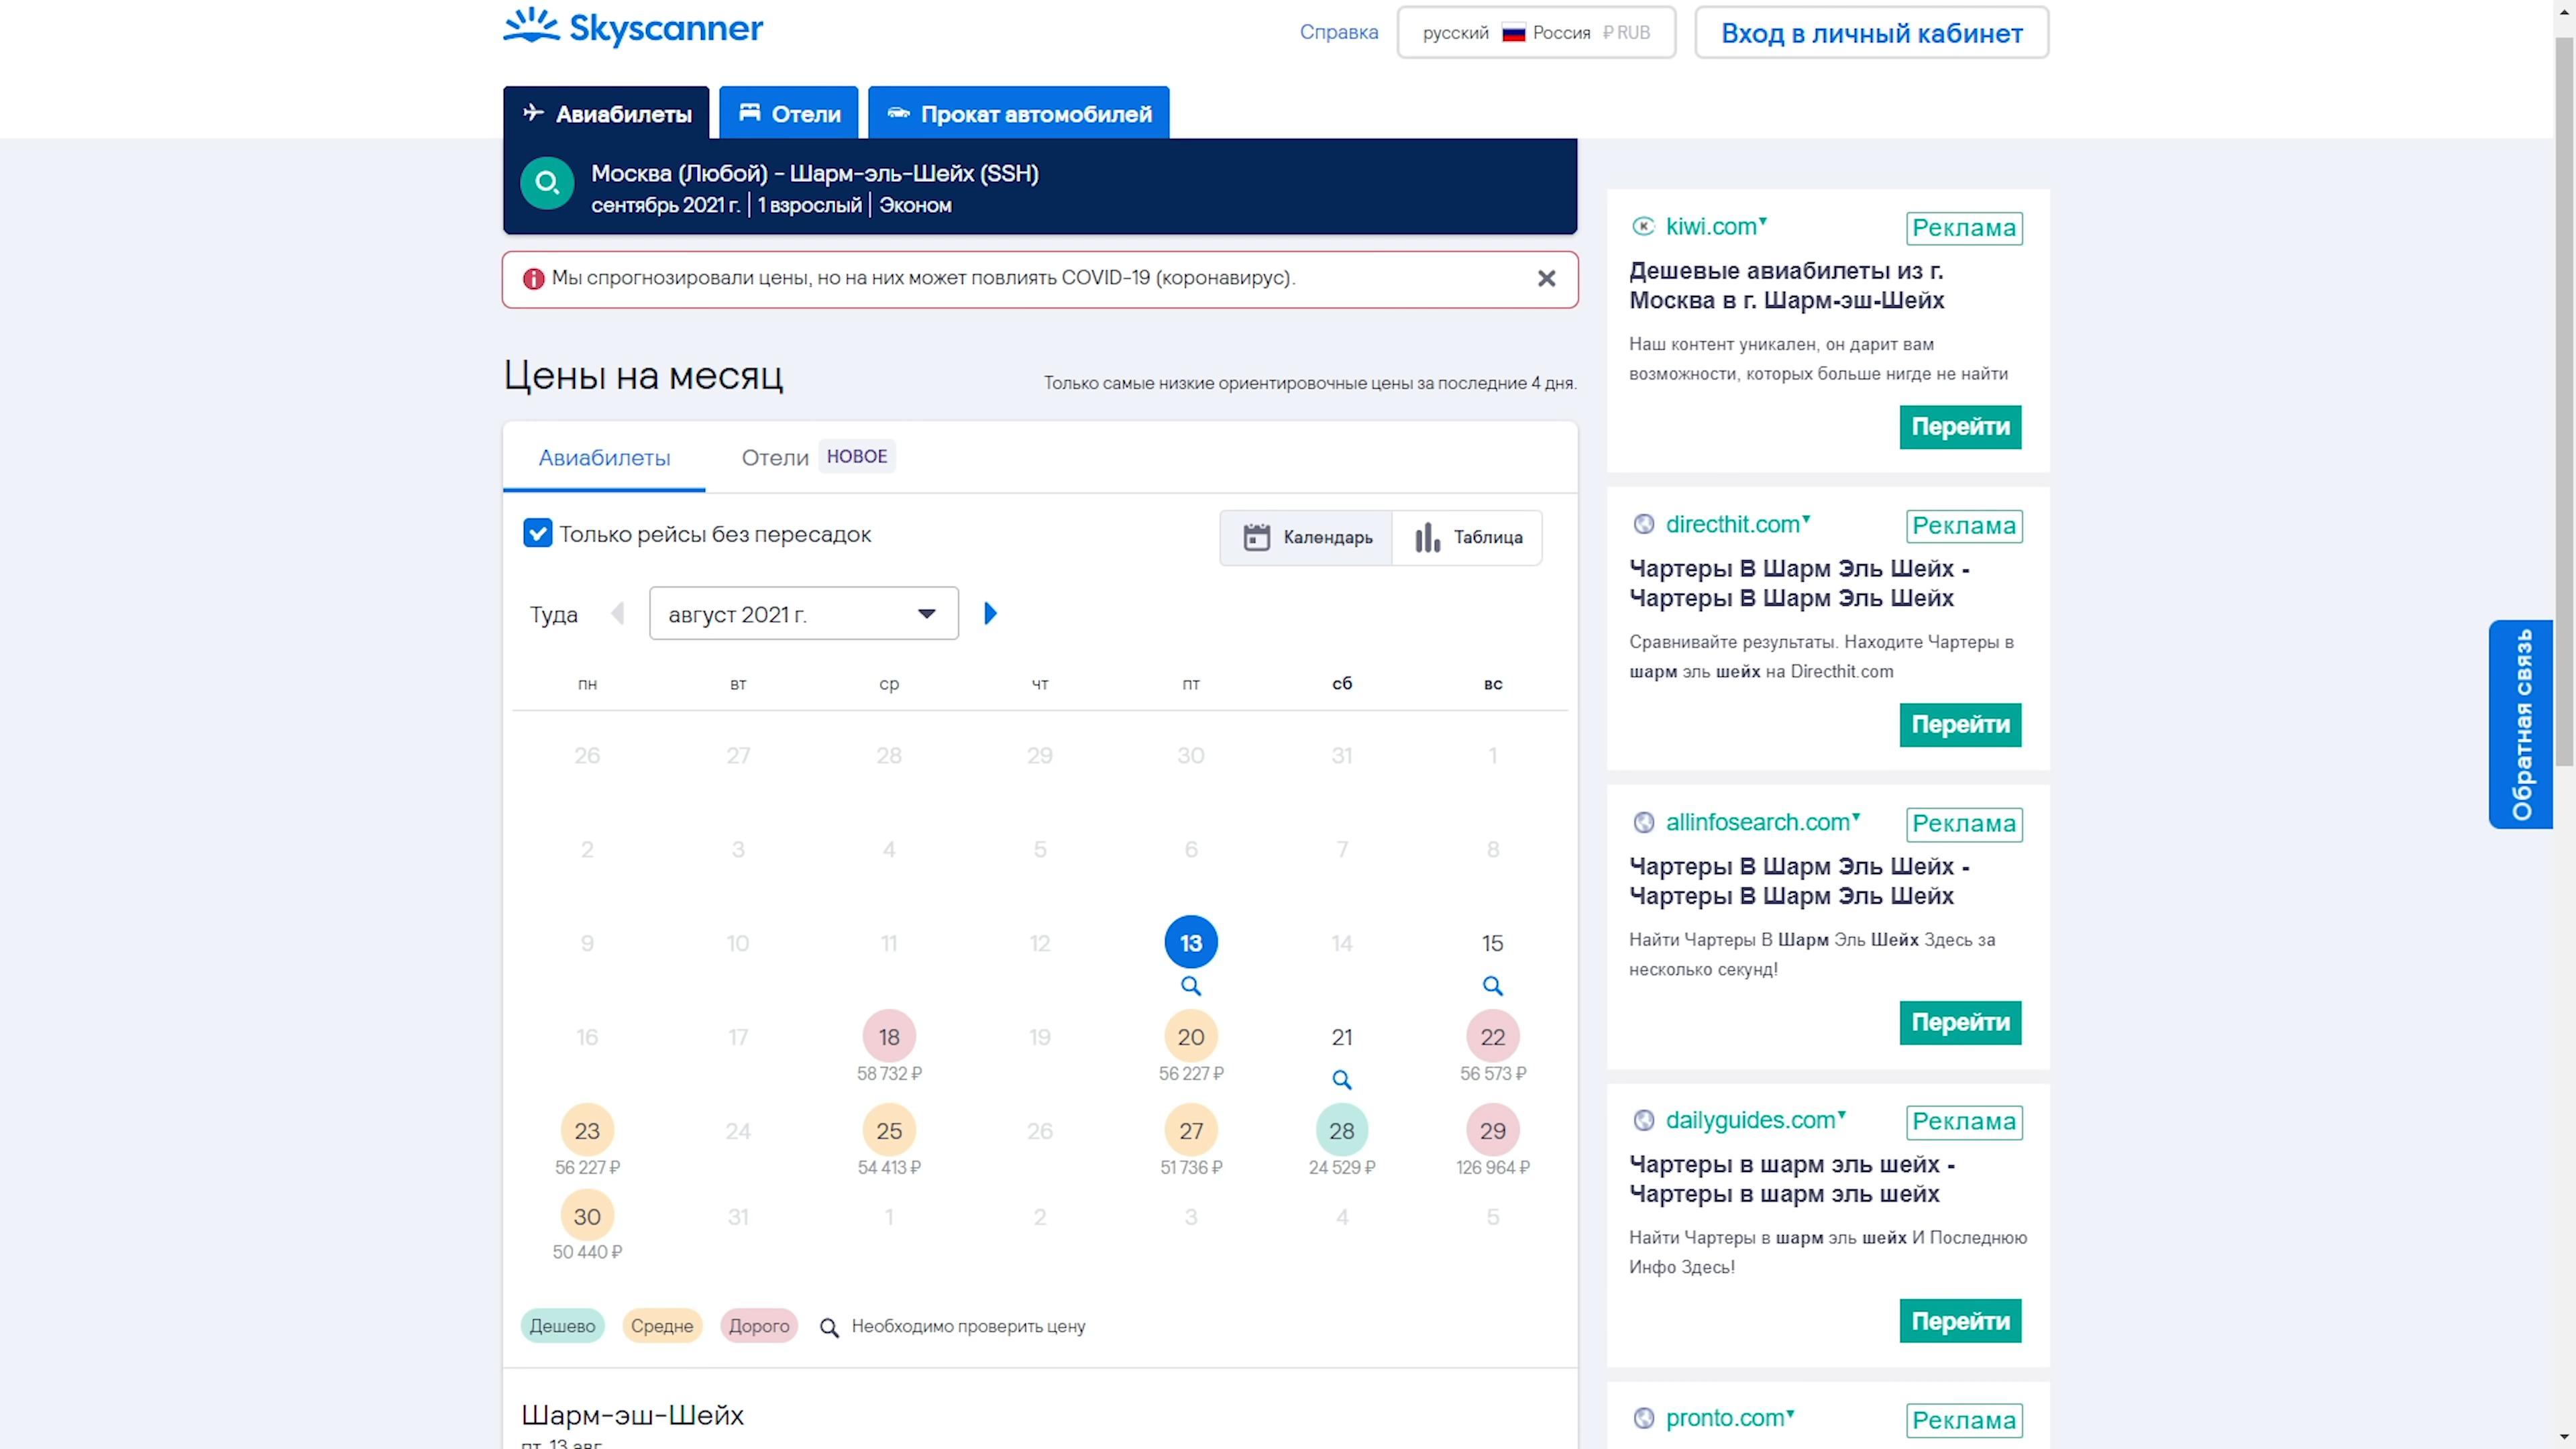 Skyscanner
Справка
русский Россия ₽ RUB
Вход в личный кабинет
Авиабилеты
Отели
Прокат автомобилей
Москва (Любой) - Шарм-эль-Шейх (SSH)
сентябрь 2021 г. | 1 взрослый | Эконом
Мы спрогнозировали цены, но на них может повлиять COVID-19 (коронавирус).
Цены на месяц
Только самые низкие ориентировочные цены за последние 4 дня.
Авиабилеты
Отели НОВОЕ
Только рейсы без пересадок
Календарь
Таблица
Туда
август 2021 г.
пн вт ср чт пт сб вс
26 27 28 29 30 31 1
2 3 4 5 6 7 8
9 10 11 12 13 14 15
16 17 18 19 20 21 22
58 732 ₽ 56 227 ₽ 56 573 ₽
23 24 25 26 27 28 29
56 227 ₽ 54 413 ₽ 51 736 ₽ 24 529 ₽ 126 964 ₽
30 31 1 2 3 4 5
50 440 ₽
Дешево Средне Дорого Необходимо проверить цену
Шарм-эш-Шейх
пт, 13 авг.
kiwi.com
Реклама
Дешевые авиабилеты из г.
Москва в г. Шарм-эш-Шейх
Наш контент уникален, он дарит вам
возможности, которых больше нигде не найти
Перейти
directhit.com
Реклама
Чартеры В Шарм Эль Шейх -
Чартеры В Шарм Эль Шейх
Сравнивайте результаты. Находите Чартеры в
шарм эль шейх на Directhit.com
Перейти
allinfosearch.com
Реклама
Чартеры В Шарм Эль Шейх -
Чартеры В Шарм Эль Шейх
Найти Чартеры В Шарм Эль Шейх Здесь за
несколько секунд!
Перейти
dailyguides.com
Реклама
Чартеры в шарм эль шейх -
Чартеры в шарм эль шейх
Найти Чартеры в шарм эль шейх И Последнюю
Инфо Здесь!
Перейти
pronto.com
Реклама
Обратная связь